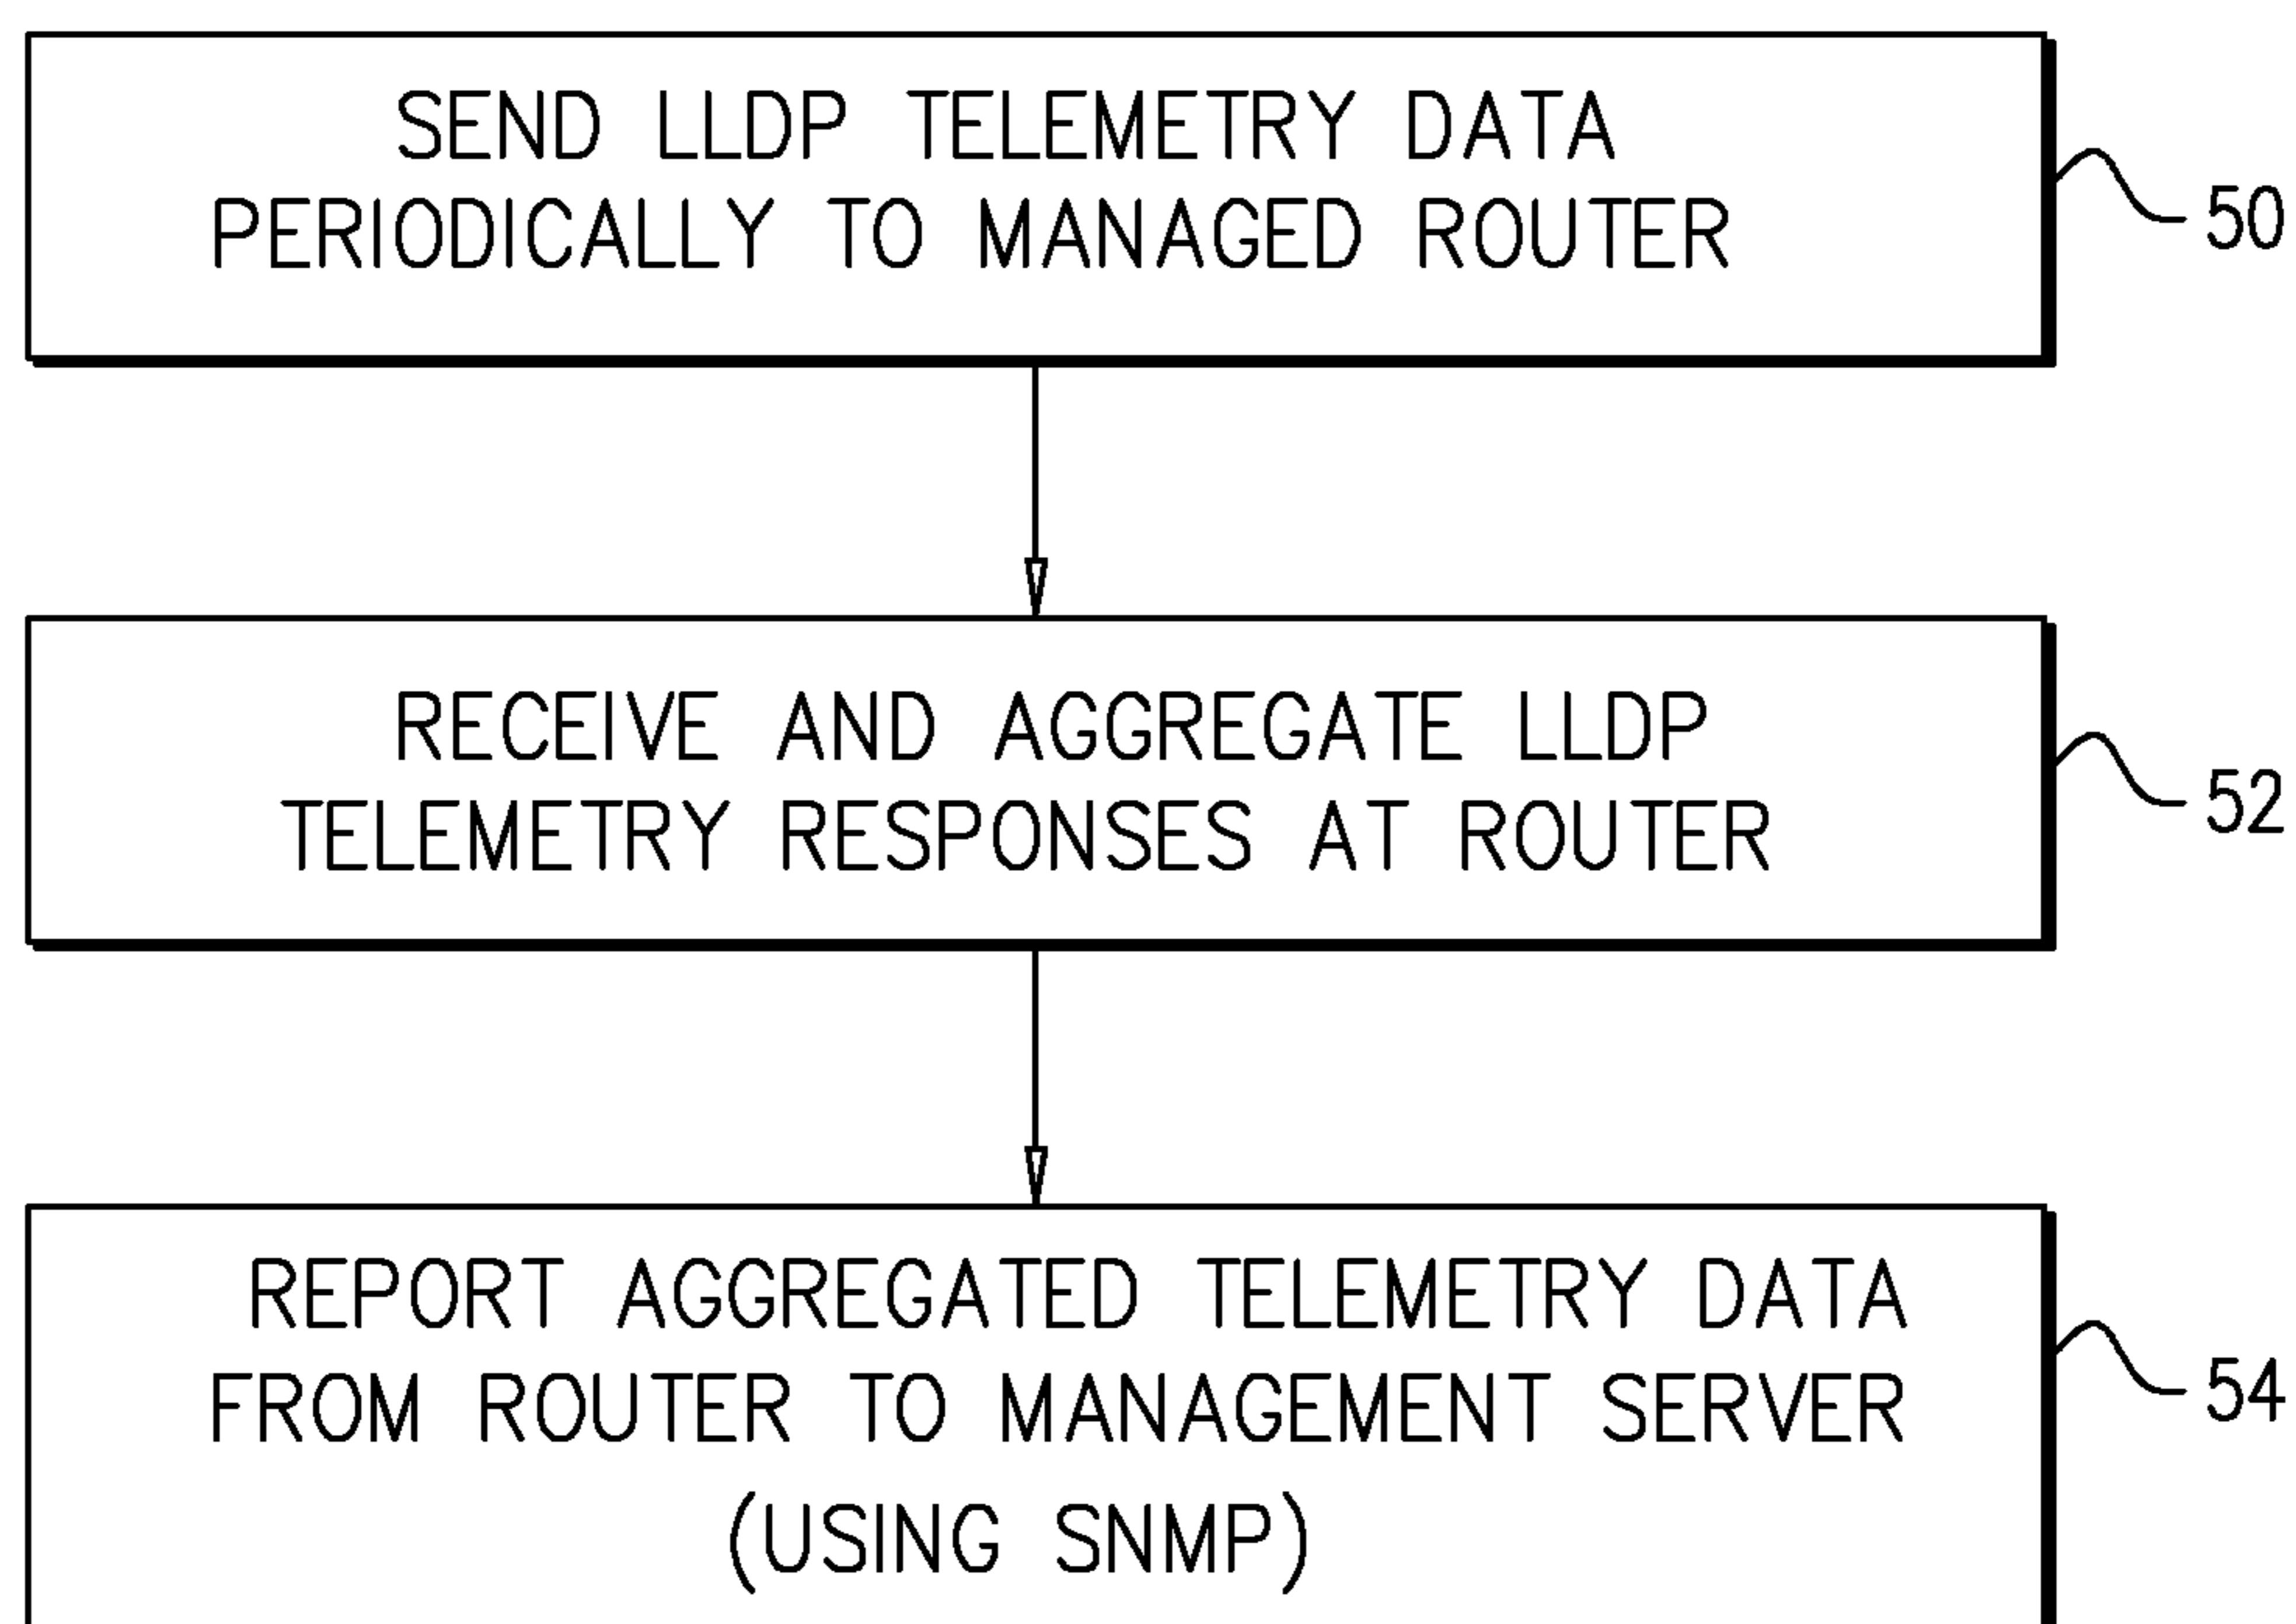 SEND LLDP TELEMETRY DATA
PERIODICALLY TO MANAGED ROUTER
50
RECEIVE AND AGGREGATE LLDP
TELEMETRY RESPONSES AT ROUTER
52
REPORT AGGREGATED TELEMETRY DATA
FROM ROUTER TO MANAGEMENT SERVER
(USING SNMP)
54